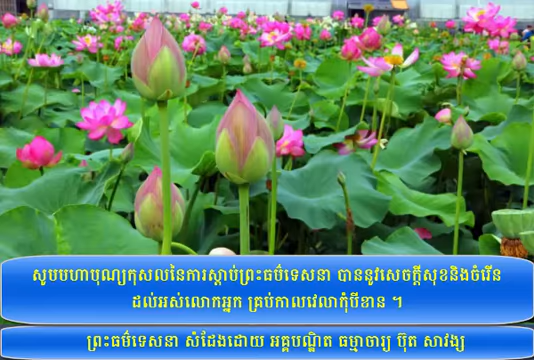 សូមមហាបុណ្យកុសលនៃការស្ដាប់ព្រះធម៌ទេសនា បាននូវសេចក្ដីសុខនិងចំរើន
ដល់អស់លោកអ្នក គ្រប់កាលវេលាកុំបីខាន ។
ព្រះធម៌ទេសនា សំដែងដោយ អគ្គបណ្ឌិត ធម្មាចារ្យ ប៊ុត សាវង្ស